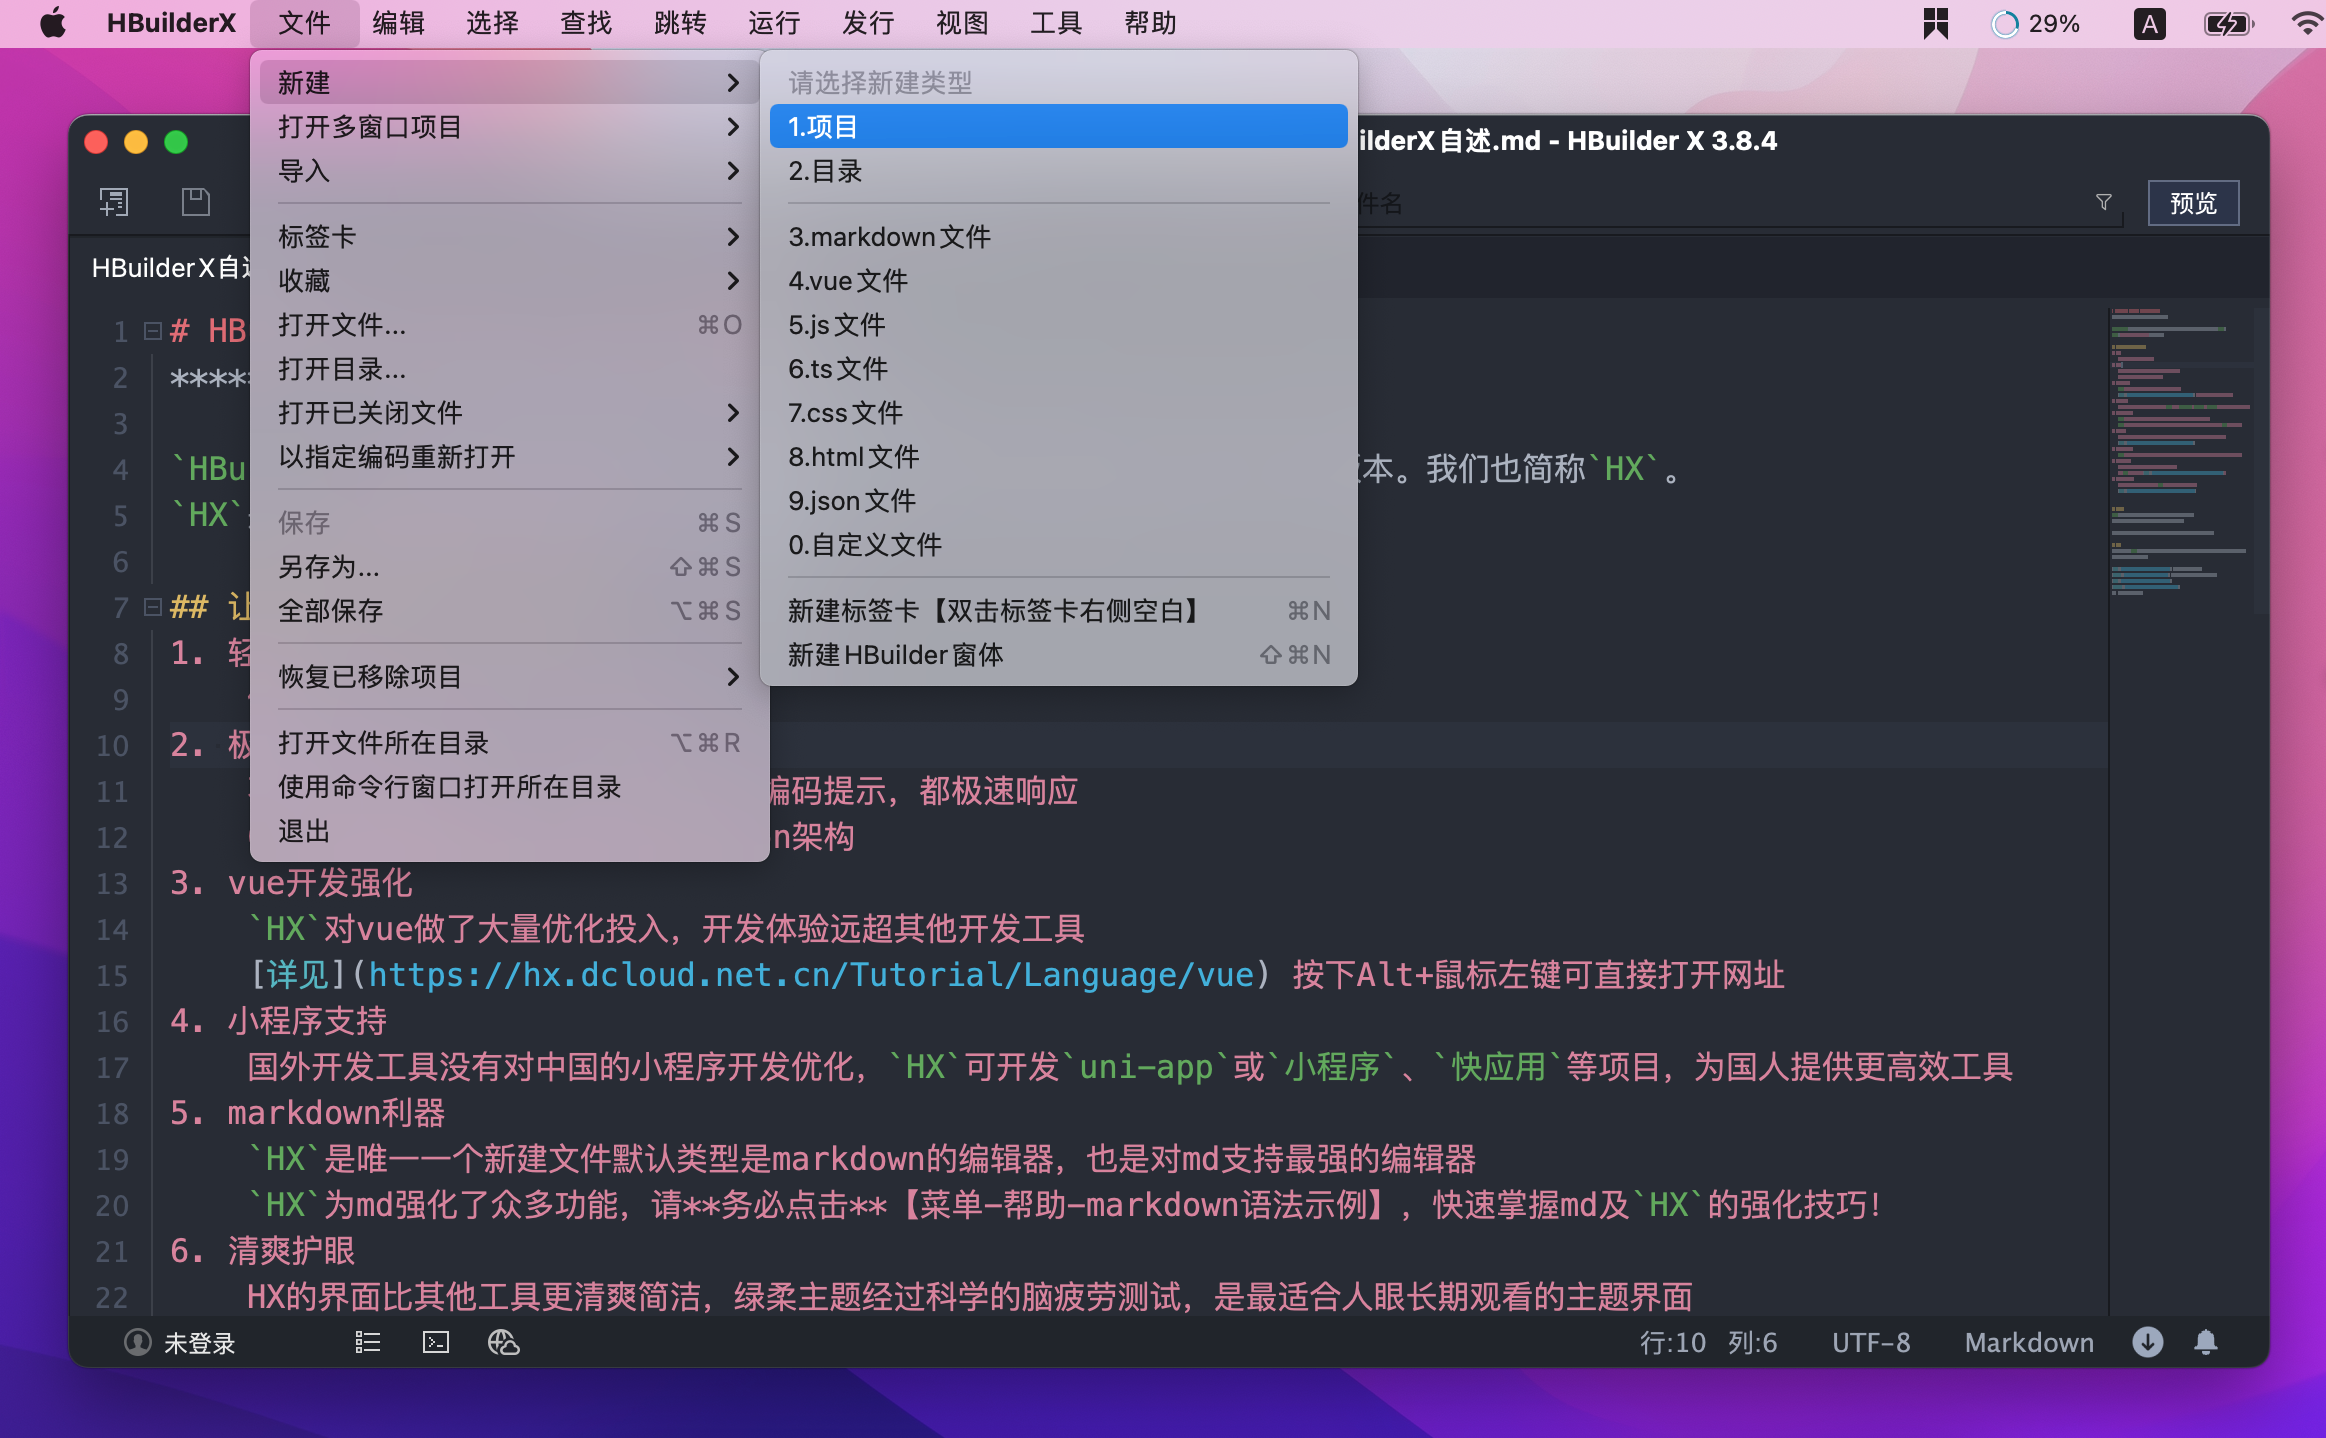 HBuilderX 文件 编辑 选择 查找 跳转 运行 发行 视图 工具 帮助 29% A
新建
打开多窗口项目
导入
标签卡
收藏
打开文件... ⌘O
打开目录...
打开已关闭文件
以指定编码重新打开
保存 ⌘S
另存为... ⇧⌘S
全部保存 ⌥⌘S
恢复已移除项目
打开文件所在目录 ⌥⌘R
使用命令行窗口打开所在目录
退出
请选择新建类型
1.项目
2.目录
3.markdown文件
4.vue文件
5.js文件
6.ts文件
7.css文件
8.html文件
9.json文件
0.自定义文件
新建标签卡【双击标签卡右侧空白】 ⌘N
新建HBuilder窗体 ⇧⌘N
ilderX自述.md - HBuilder X 3.8.4
件名 预览
HBuilderX自
1 # HB
2 ****
3
4 `HBu 本。我们也简称`HX`。
5 `HX`
6
7 ## 让
8 1. 轻
9
10 2. 极
11 编码提示，都极速响应
12 n架构
13 3. vue开发强化
14 `HX`对vue做了大量优化投入，开发体验远超其他开发工具
15 [详见](https://hx.dcloud.net.cn/Tutorial/Language/vue) 按下Alt+鼠标左键可直接打开网址
16 4. 小程序支持
17 国外开发工具没有对中国的小程序开发优化，`HX`可开发`uni-app`或`小程序`、`快应用`等项目，为国人提供更高效工具
18 5. markdown利器
19 `HX`是唯一一个新建文件默认类型是markdown的编辑器，也是对md支持最强的编辑器
20 `HX`为md强化了众多功能，请**务必点击**【菜单-帮助-markdown语法示例】，快速掌握md及`HX`的强化技巧！
21 6. 清爽护眼
22 HX的界面比其他工具更清爽简洁，绿柔主题经过科学的脑疲劳测试，是最适合人眼长期观看的主题界面
未登录 行:10 列:6 UTF-8 Markdown